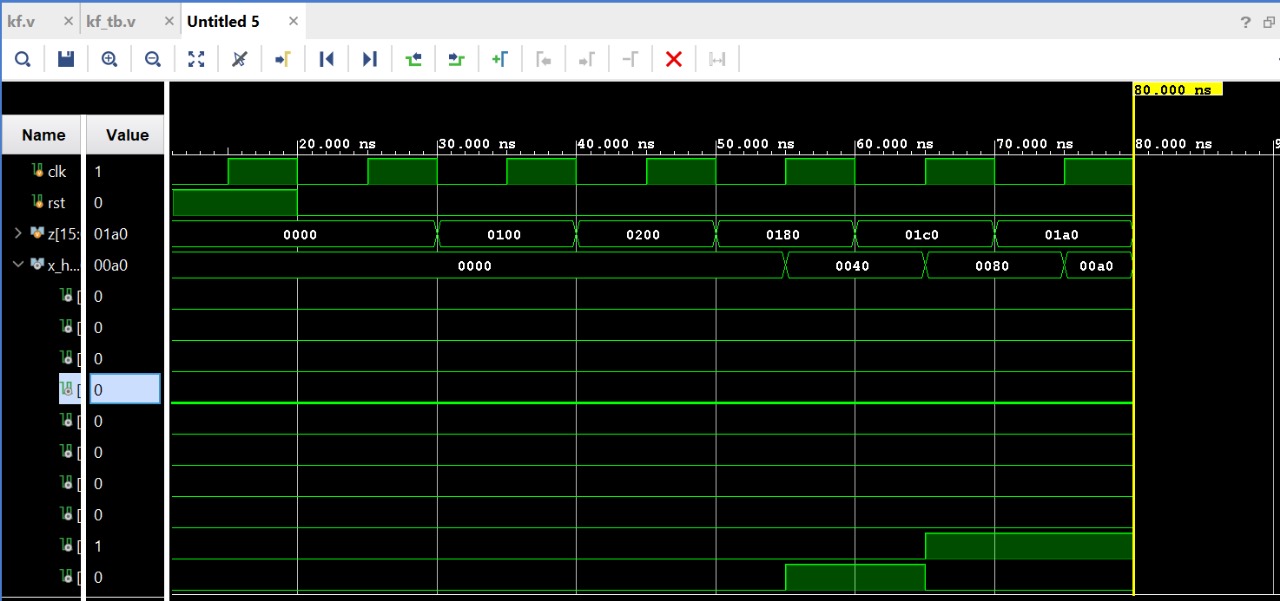 kf.v × kf_tb.v × Untitled 5 × ?
80.000 ns
Name Value
20.000 ns 30.000 ns 40.000 ns 50.000 ns 60.000 ns 70.000 ns 80.000 ns
clk 1
rst 0
z[15: 01a0 0000 0100 0200 0180 01c0 01a0
x_h... 00a0 0000 0040 0080 00a0
[ 0
[ 0
[ 0
[ 0
[ 0
[ 0
[ 0
[ 0
[ 1
[ 0